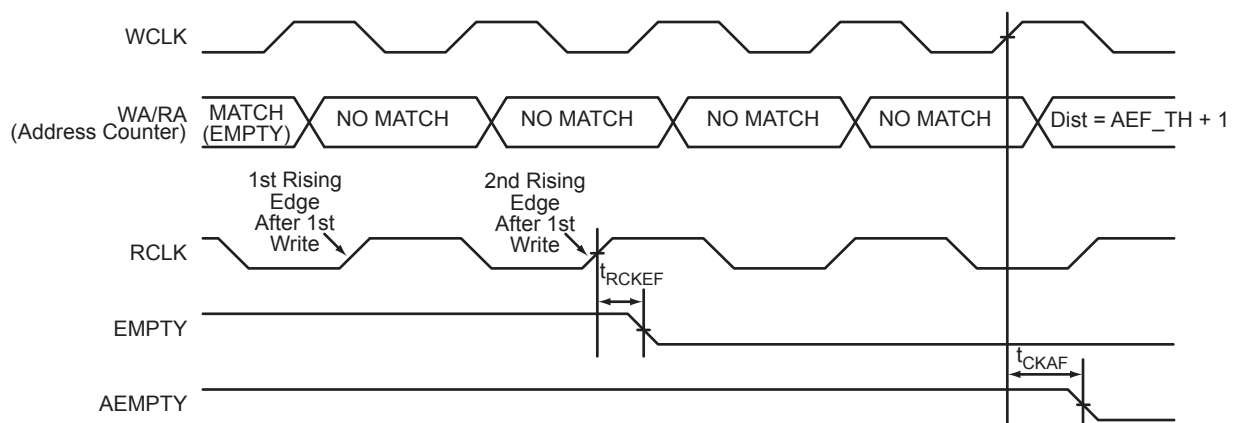 WCLK
WA/RA
(Address Counter)
MATCH
(EMPTY)
NO MATCH
NO MATCH
NO MATCH
NO MATCH
Dist = AEF_TH + 1
1st Rising
Edge
After 1st
Write
2nd Rising
Edge
After 1st
Write
RCLK
tRCKEF
EMPTY
tCKAF
AEMPTY